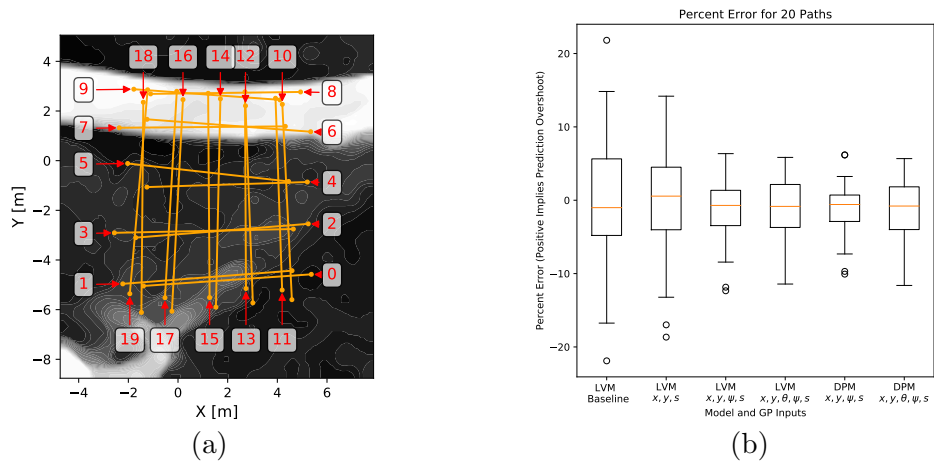 4
2
0
−2
−4
−6
−8
Y [m]
−4
−2
0
2
4
6
X [m]
18
16
14
12
10
9
8
7
6
5
4
3
2
1
0
19
17
15
13
11
(a)
Percent Error for 20 Paths
Percent Error (Positive Implies Prediction Overshoot)
20
10
0
−10
−20
LVM
Baseline
LVM
x, y, s
LVM
x, y, ψ, s
LVM
x, y, θ, ψ, s
DPM
x, y, ψ, s
DPM
x, y, θ, ψ, s
Model and GP Inputs
(b)